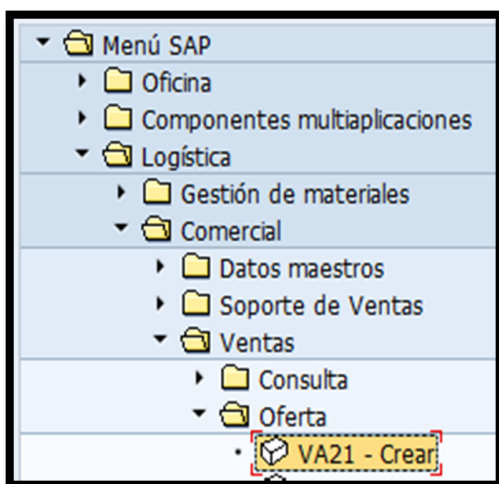 Menú SAP
Oficina
Componentes multiaplicaciones
Logística
Gestión de materiales
Comercial
Datos maestros
Soporte de Ventas
Ventas
Consulta
Oferta
VA21 - Crear